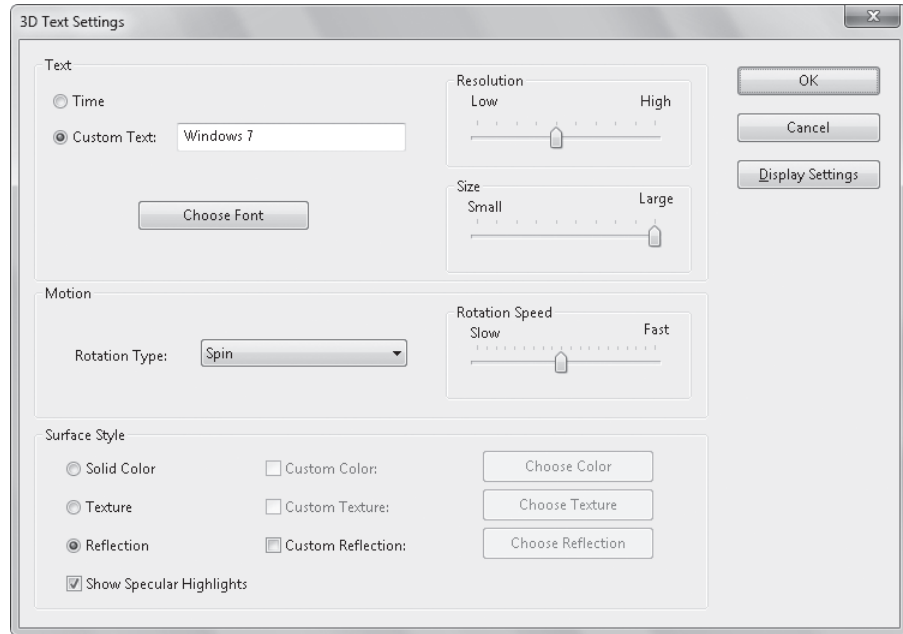 3D Text Settings
Text
Time
Custom Text: Windows 7
Choose Font
Resolution
Low High
Size
Small Large
OK
Cancel
Display Settings
Motion
Rotation Type: Spin
Rotation Speed
Slow Fast
Surface Style
Solid Color Custom Color: Choose Color
Texture Custom Texture: Choose Texture
Reflection Custom Reflection: Choose Reflection
Show Specular Highlights